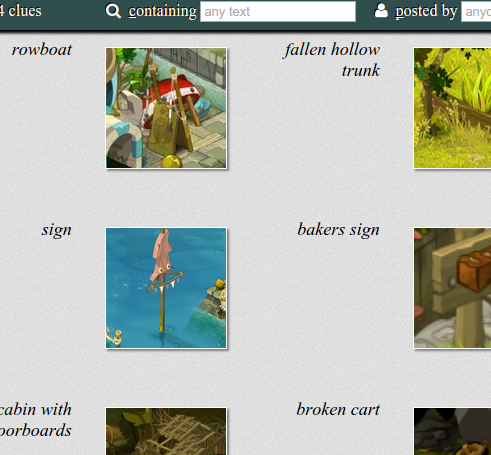 4 clues containing any text posted by anyo
rowboat
fallen hollow
trunk
sign
bakers sign
cabin with
oorboards
broken cart